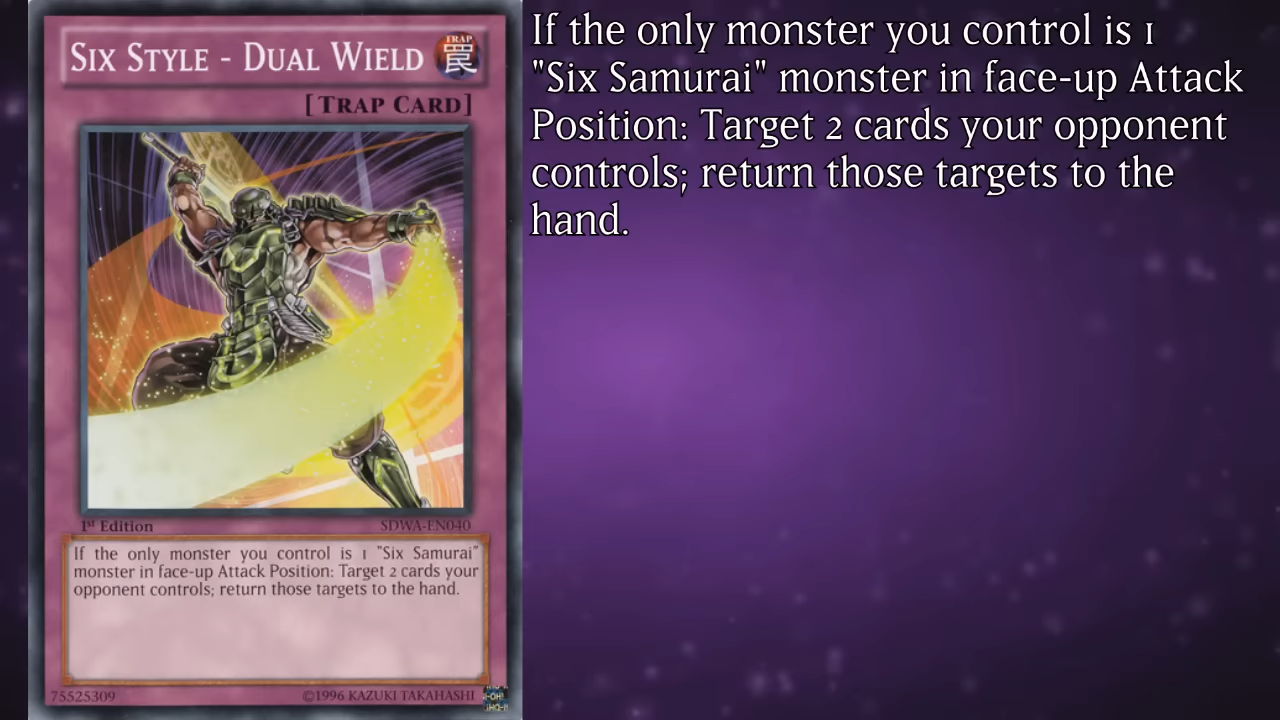 SIX STYLE - DUAL WIELD
TRAP
罠
[TRAP CARD]
1st Edition
SDWA-EN040
If the only monster you control is 1 "Six Samurai"
monster in face-up Attack Position: Target 2 cards your
opponent controls; return those targets to the hand.
75525309
©1996 KAZUKI TAKAHASHI
If the only monster you control is 1
"Six Samurai" monster in face-up Attack
Position: Target 2 cards your opponent
controls; return those targets to the
hand.